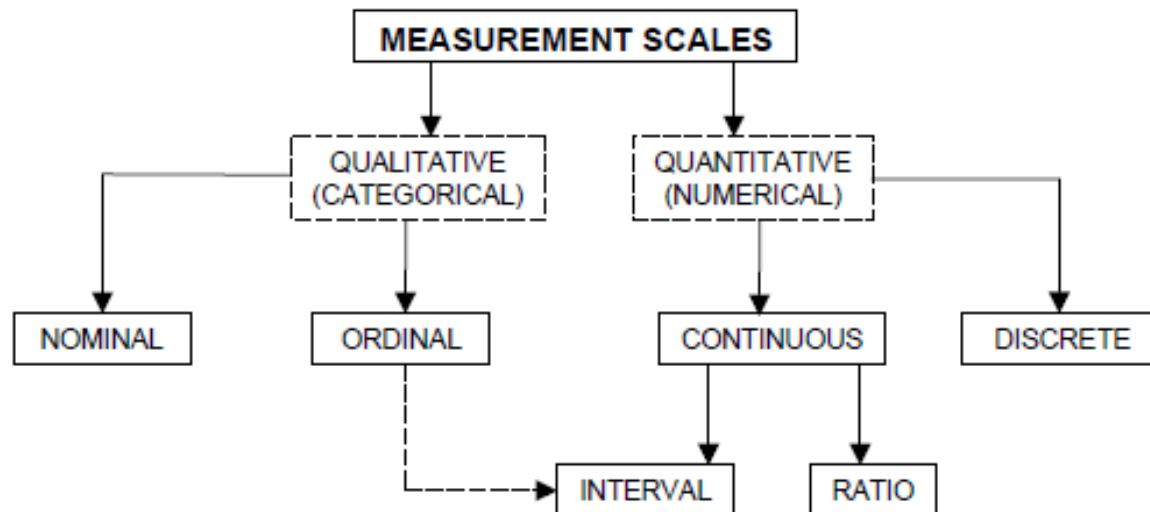 MEASUREMENT SCALES
QUALITATIVE
(CATEGORICAL)
QUANTITATIVE
(NUMERICAL)
NOMINAL
ORDINAL
CONTINUOUS
DISCRETE
INTERVAL
RATIO